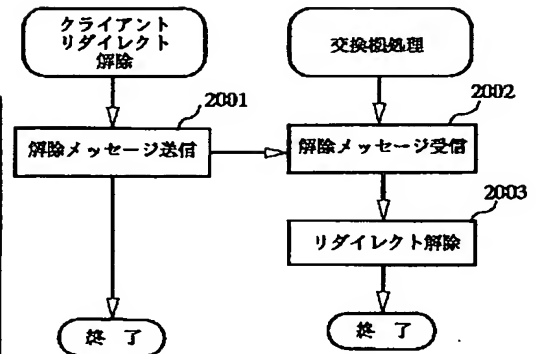 クライアント
リダイレクト
解除
2001
解除メッセージ送信
終 了
交換機処理
2002
解除メッセージ受信
2003
リダイレクト解除
終 了